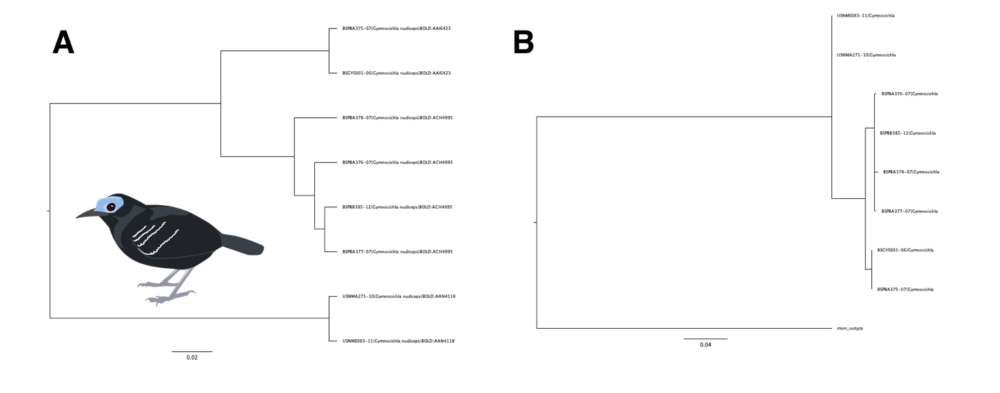 A
BSPBA375-07|Gymnocichla nudiceps|BOLD:AAI6423
BSGYS001-06|Gymnocichla nudiceps|BOLD:AAI6423
BSPBA378-07|Gymnocichla nudiceps|BOLD:ACH4995
BSPBA376-07|Gymnocichla nudiceps|BOLD:ACH4995
BSPBB385-12|Gymnocichla nudiceps|BOLD:ACH4995
BSPBA377-07|Gymnocichla nudiceps|BOLD:ACH4995
USNMA271-10|Gymnocichla nudiceps|BOLD:AAN4118
USNME083-11|Gymnocichla nudiceps|BOLD:AAN4118
0.02
B
USNME083-11|Gymnocichla
USNMA271-10|Gymnocichla
BSPBA376-07|Gymnocichla
BSPBB385-12|Gymnocichla
BSPBA378-07|Gymnocichla
BSPBA377-07|Gymnocichla
BSGYS001-06|Gymnocichla
BSPBA375-07|Gymnocichla
mion_outgrp
0.04